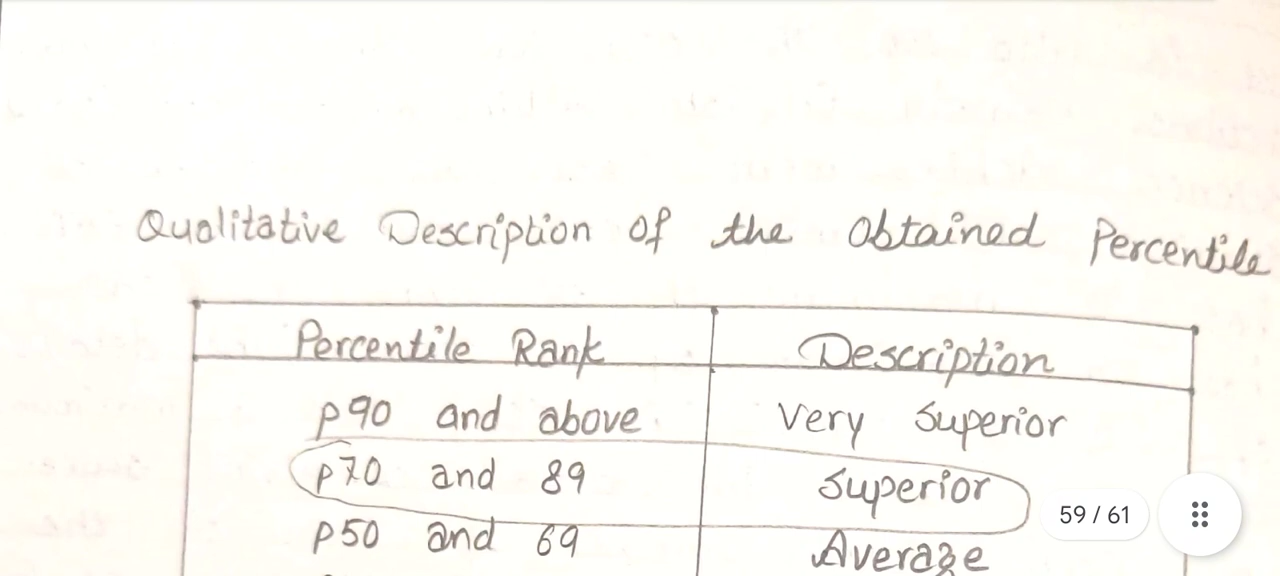 Qualitative Description of the Obtained Percentile
Percentile Rank Description
P90 and above Very Superior
P70 and 89 Superior
P50 and 69 Average
59 / 61